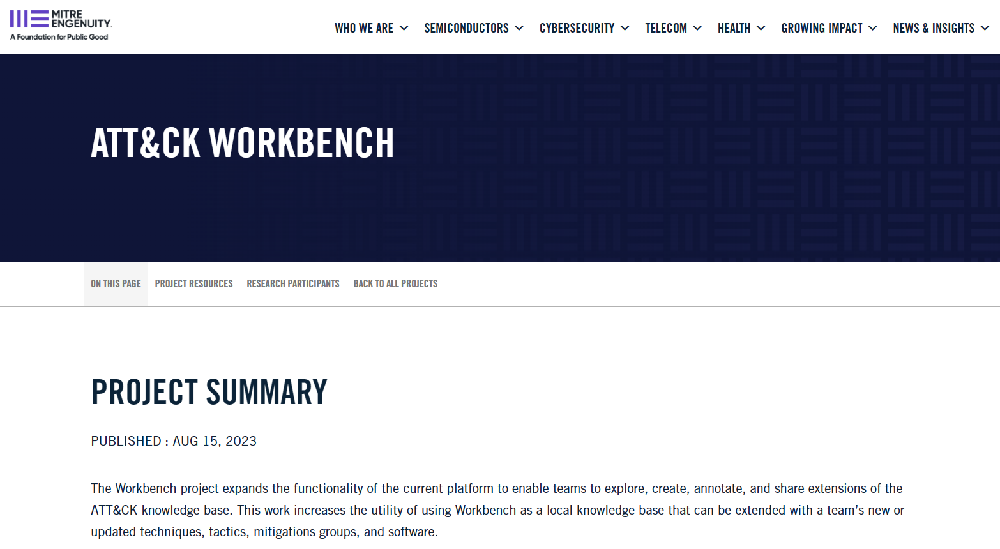 MITRE
ENGENUITY™
A Foundation for Public Good
WHO WE ARE SEMICONDUCTORS CYBERSECURITY TELECOM HEALTH GROWING IMPACT NEWS & INSIGHTS
ATT&CK WORKBENCH
ON THIS PAGE PROJECT RESOURCES RESEARCH PARTICIPANTS BACK TO ALL PROJECTS
PROJECT SUMMARY
PUBLISHED : AUG 15, 2023
The Workbench project expands the functionality of the current platform to enable teams to explore, create, annotate, and share extensions of the
ATT&CK knowledge base. This work increases the utility of using Workbench as a local knowledge base that can be extended with a team’s new or
updated techniques, tactics, mitigations groups, and software.